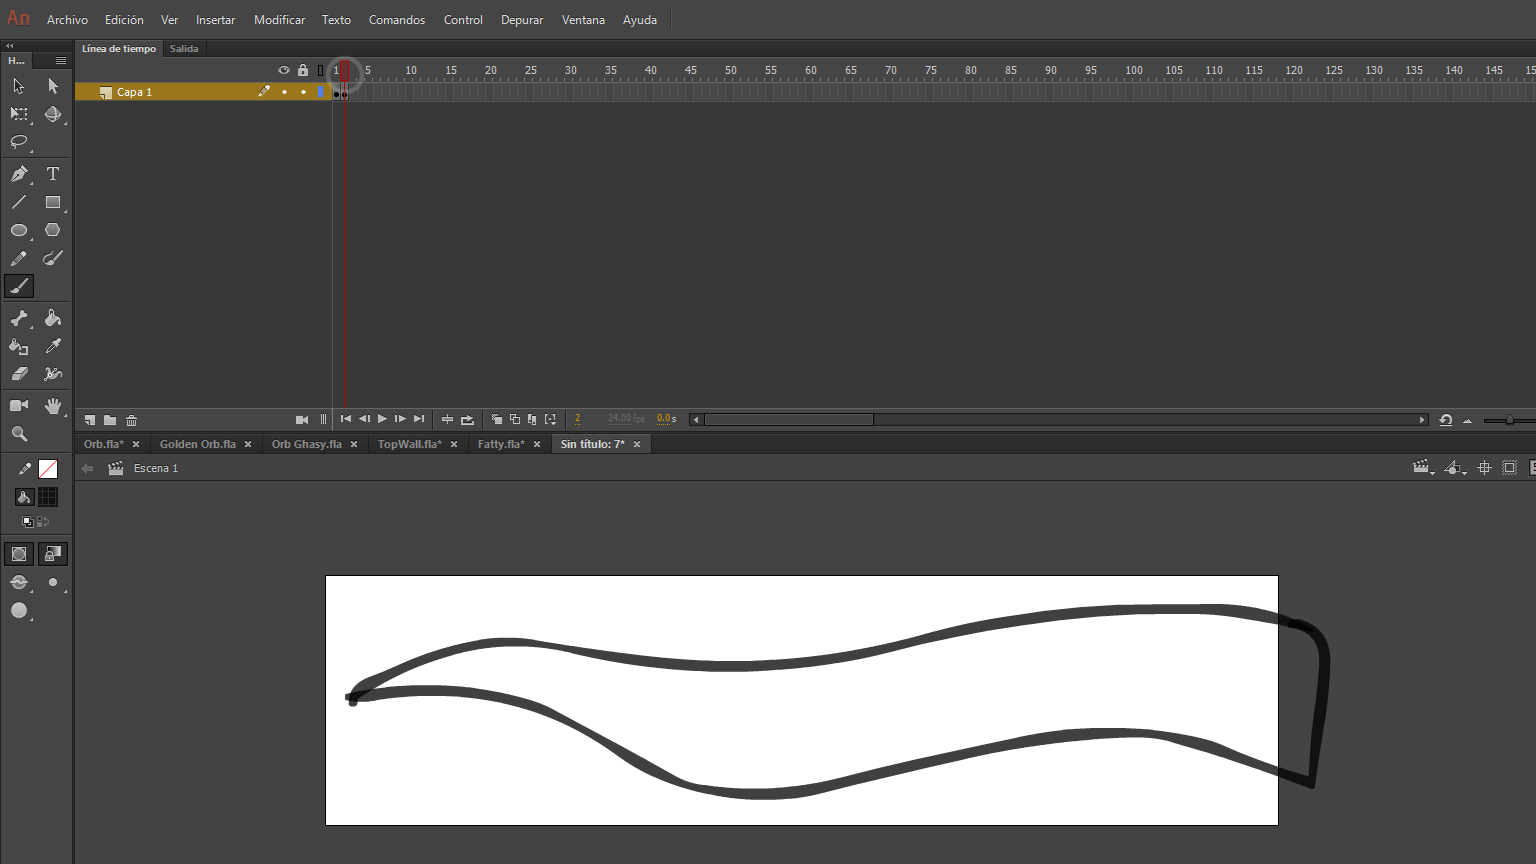 An Archivo Edición Ver Insertar Modificar Texto Comandos Control Depurar Ventana Ayuda
Línea de tiempo Salida
H...
1 5 10 15 20 25 30 35 40 45 50 55 60 65 70 75 80 85 90 95 100 105 110 115 120 125 130 135 140 145 15
Capa 1
T
2 24.00 fps 0.0 s
Orb.fla* Golden Orb.fla Orb Ghasy.fla TopWall.fla* Fatty.fla* Sin título: 7*
Escena 1